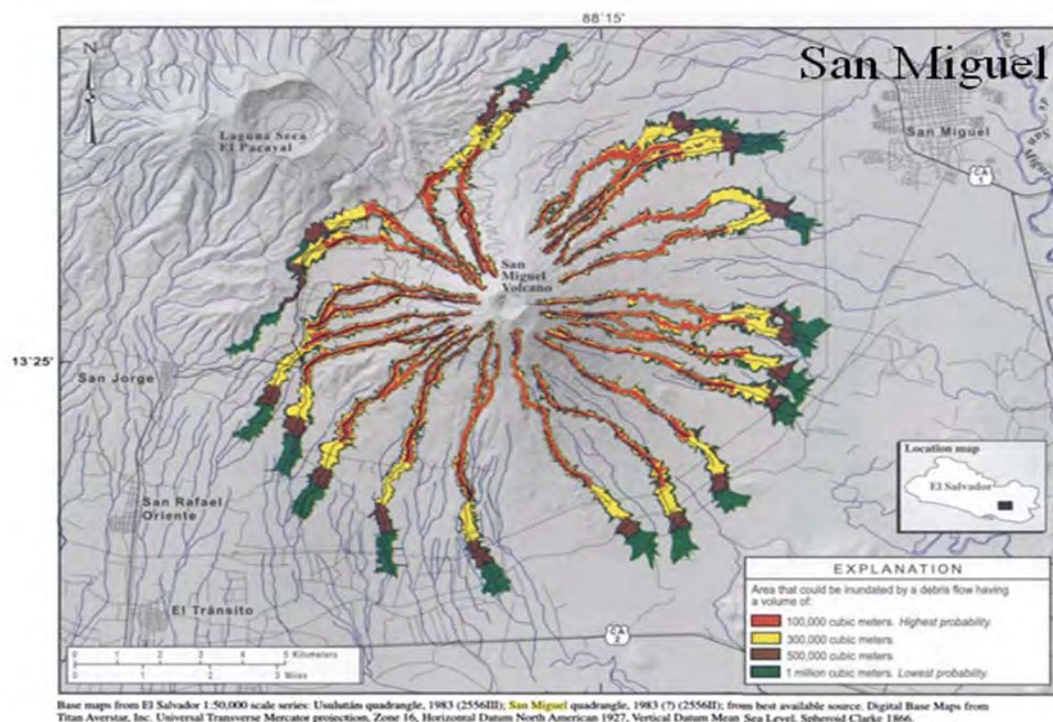 88°15'
San Miguel
N
Laguna Seca
El Pacayal
San Miguel
CA
1
San
Miguel
Volcano
13°25'
San Jorge
Location map
El Salvador
San Rafael
Oriente
EXPLANATION
Area that could be inundated by a debris flow having
a volume of:
100,000 cubic meters. Highest probability.
300,000 cubic meters.
500,000 cubic meters
1 million cubic meters. Lowest probability.
El Tránsito
CA
2
0 1 2 3 4 5 Kilometers
0 1 2 3 Miles
Base maps from El Salvador 1:50,000 scale series: Usulután quadrangle, 1983 (2556III); San Miguel quadrangle, 1983 (?) (2556II); from best available source. Digital Base Maps from
Titan Averstar, Inc. Universal Transverse Mercator projection, Zone 16, Horizontal Datum North American 1927, Vertical Datum Mean Sea Level, Spheroid Clarke 1866.